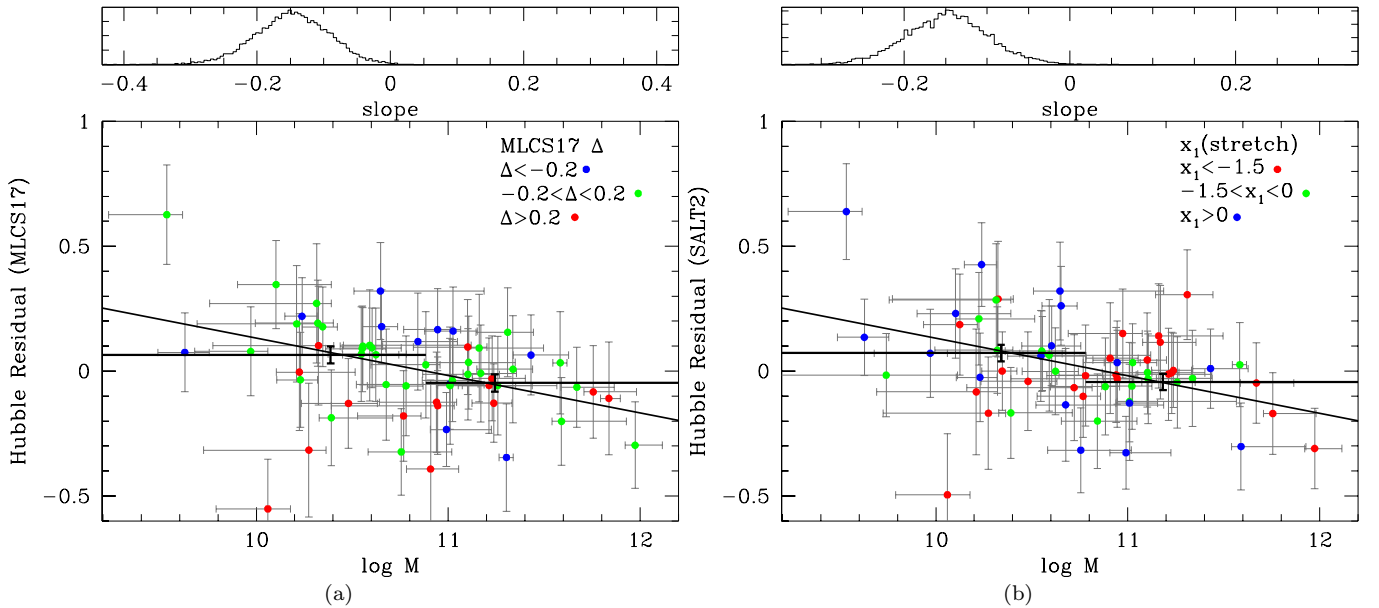 −0.4 −0.2 0 0.2 0.4
slope
1
0.5
0
−0.5
Hubble Residual (MLCS17)
MLCS17 Δ
Δ<−0.2
−0.2<Δ<0.2
Δ>0.2
10 11 12
log M
(a)
−0.2 0 0.2
slope
1
0.5
0
−0.5
Hubble Residual (SALT2)
x₁(stretch)
x₁<−1.5
−1.5<x₁<0
x₁>0
10 11 12
log M
(b)